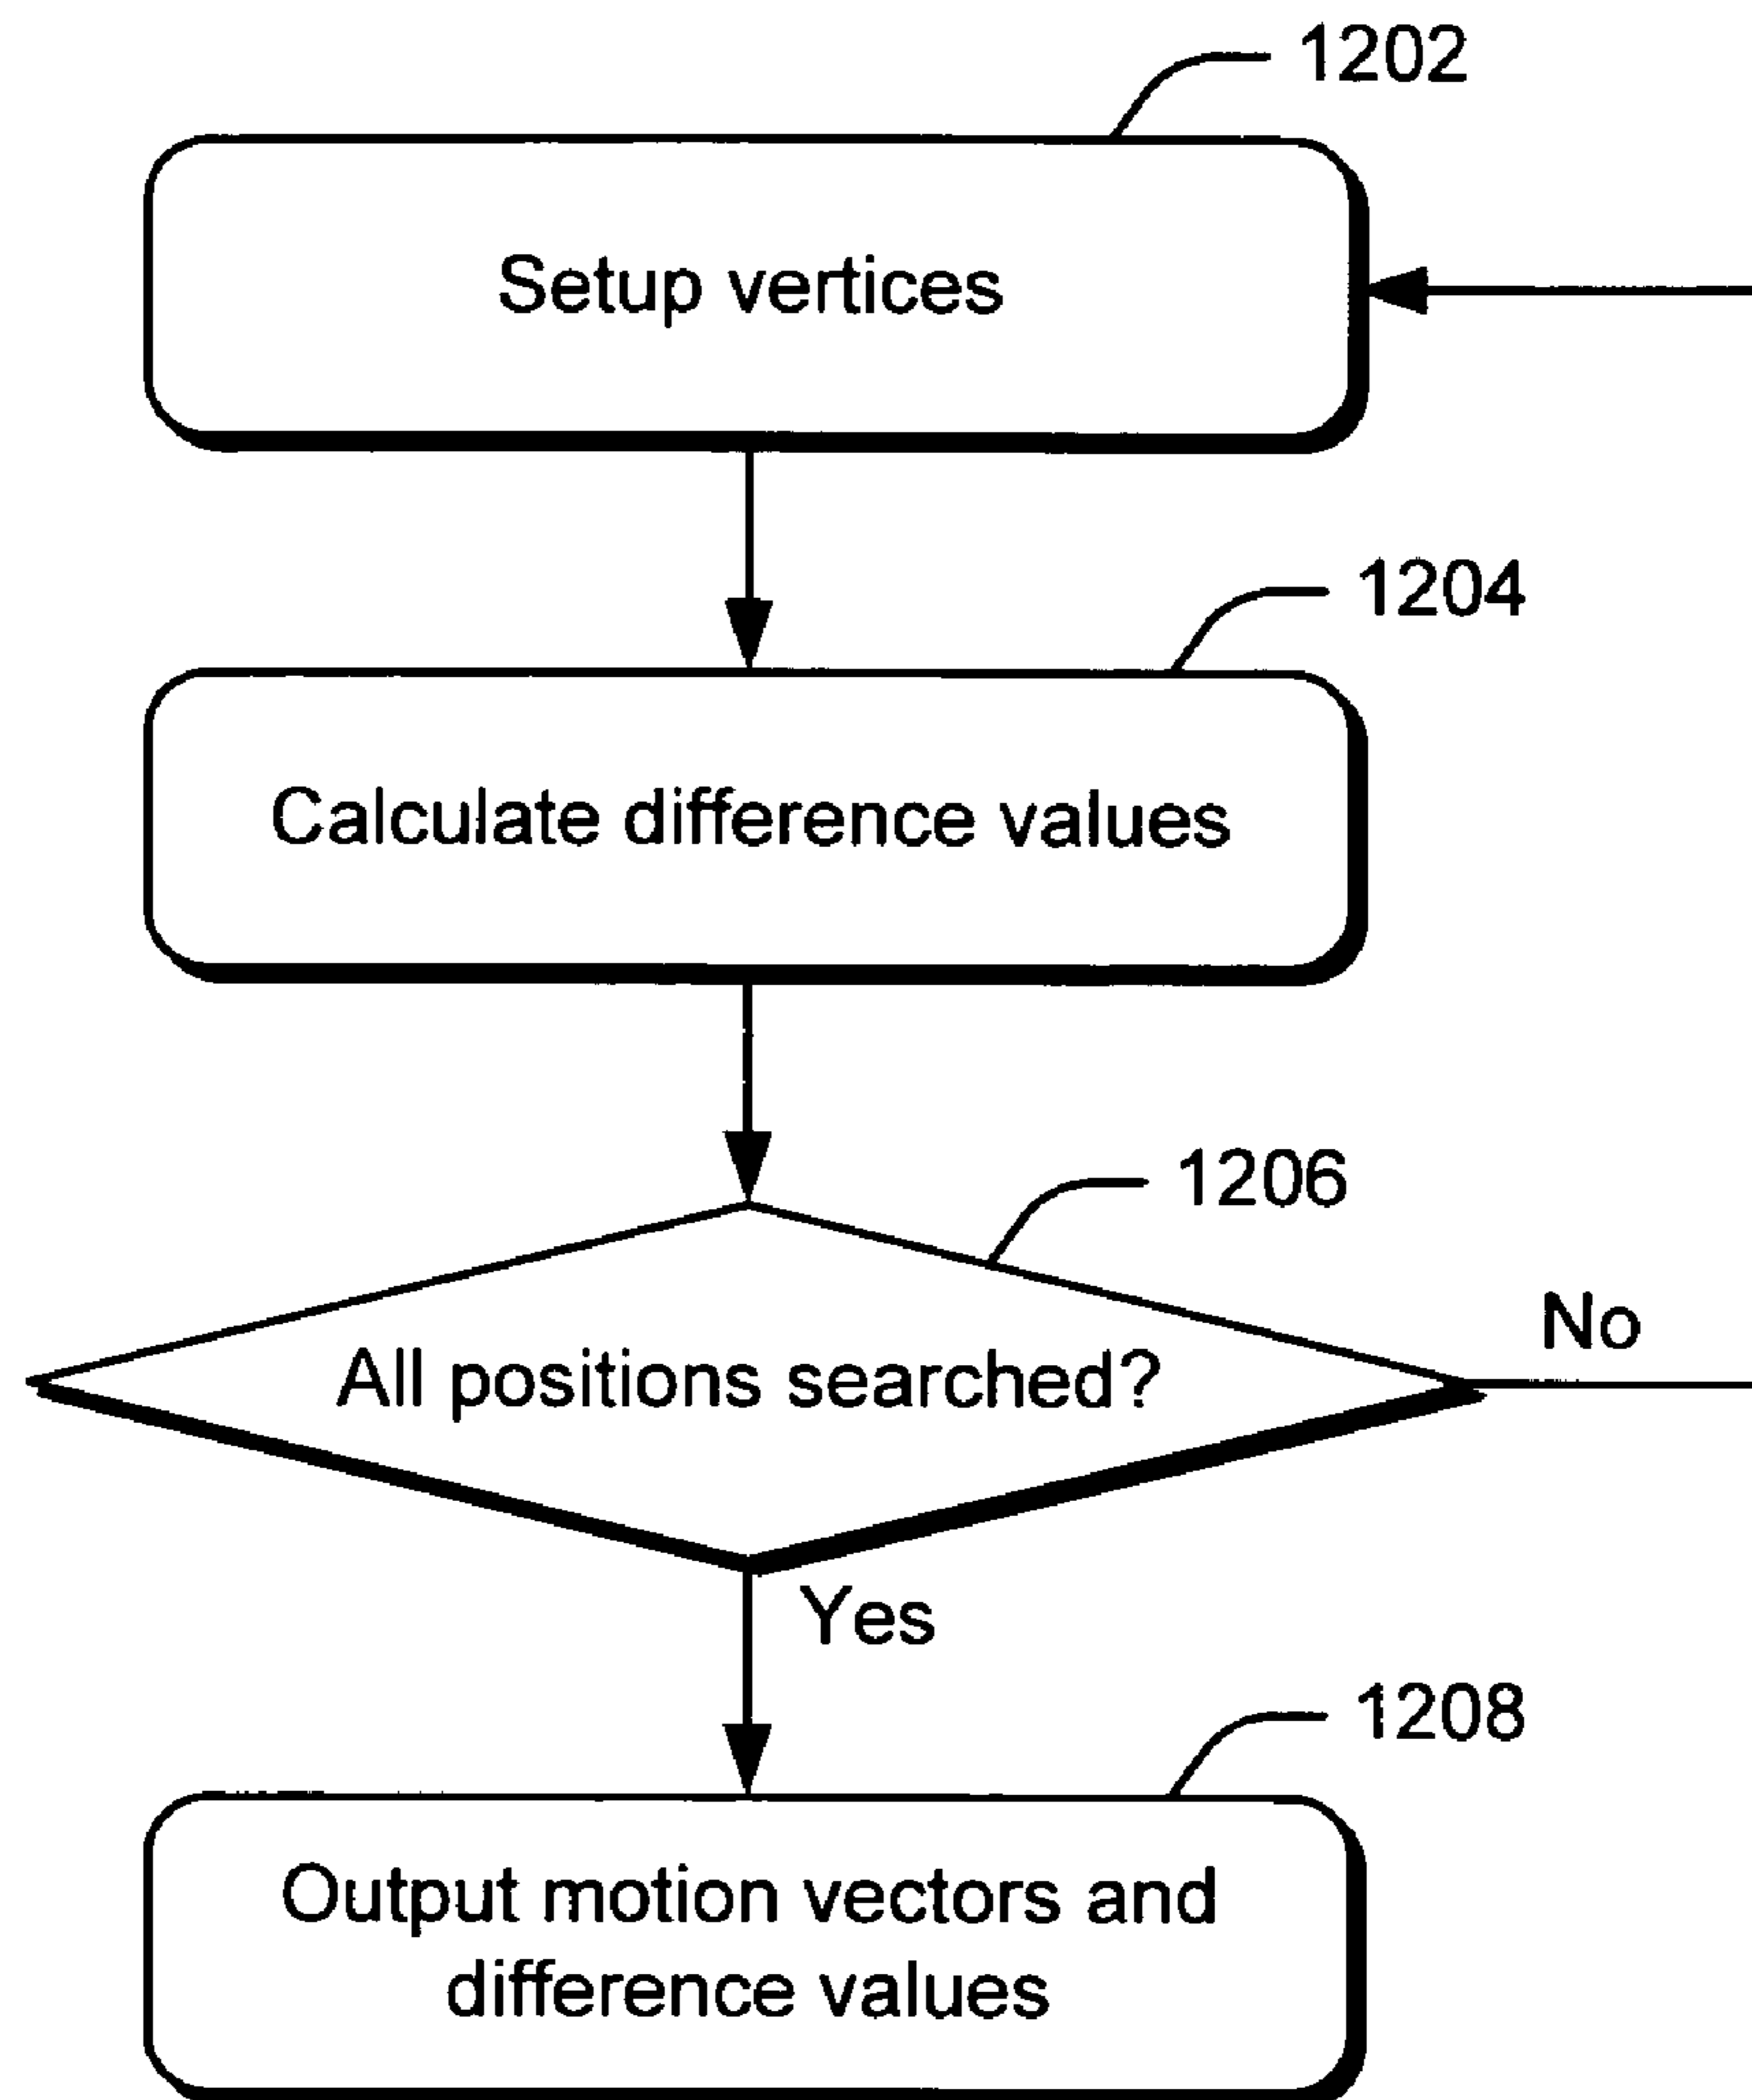 1202
Setup vertices
1204
Calculate difference values
1206
All positions searched?
No
Yes
1208
Output motion vectors and
difference values